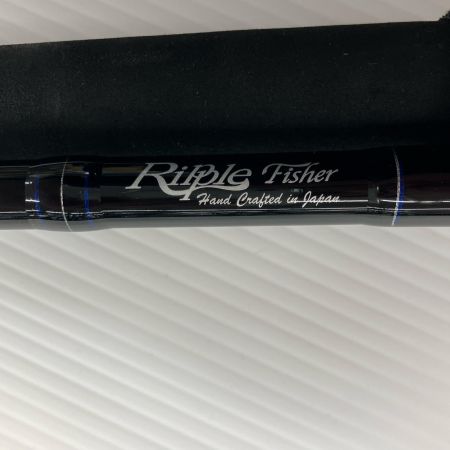 Ripple Fisher
Hand Crafted in Japan